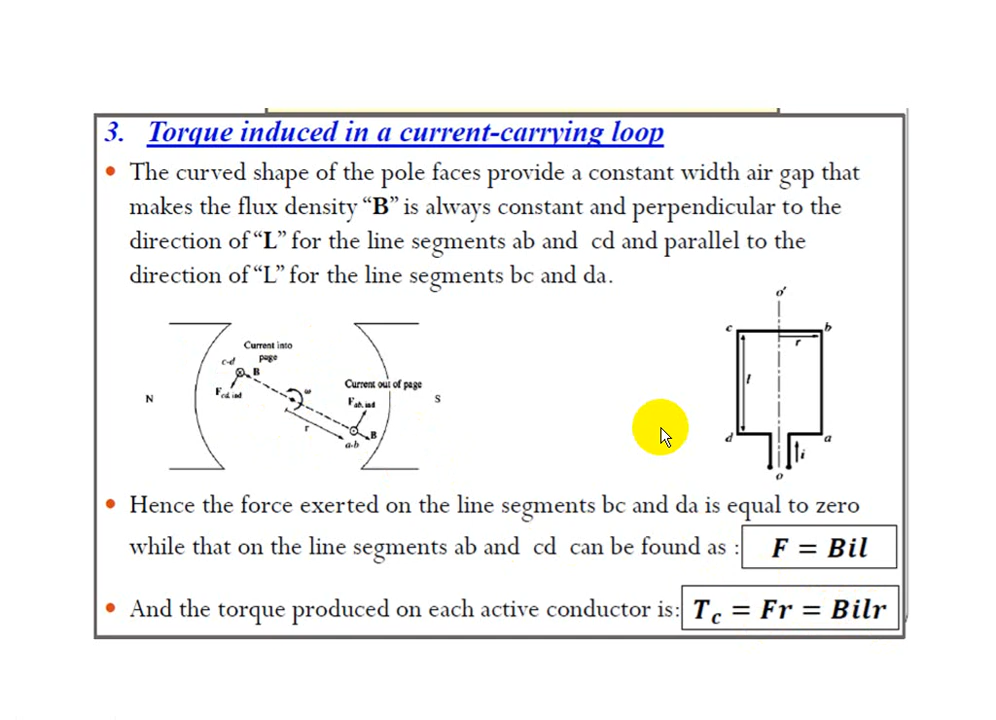 3. Torque induced in a current-carrying loop
• The curved shape of the pole faces provide a constant width air gap that
makes the flux density “B” is always constant and perpendicular to the
direction of “L” for the line segments ab and cd and parallel to the
direction of “L” for the line segments bc and da.
o'
c
b
r
l
d
a
i
o
Current into
page
c-d
B
F cd, ind
ω
Current out of page
F ab, ind
N
S
r
B
a-b
• Hence the force exerted on the line segments bc and da is equal to zero
while that on the line segments ab and cd can be found as : F = Bil
• And the torque produced on each active conductor is: Tc = Fr = Bilr